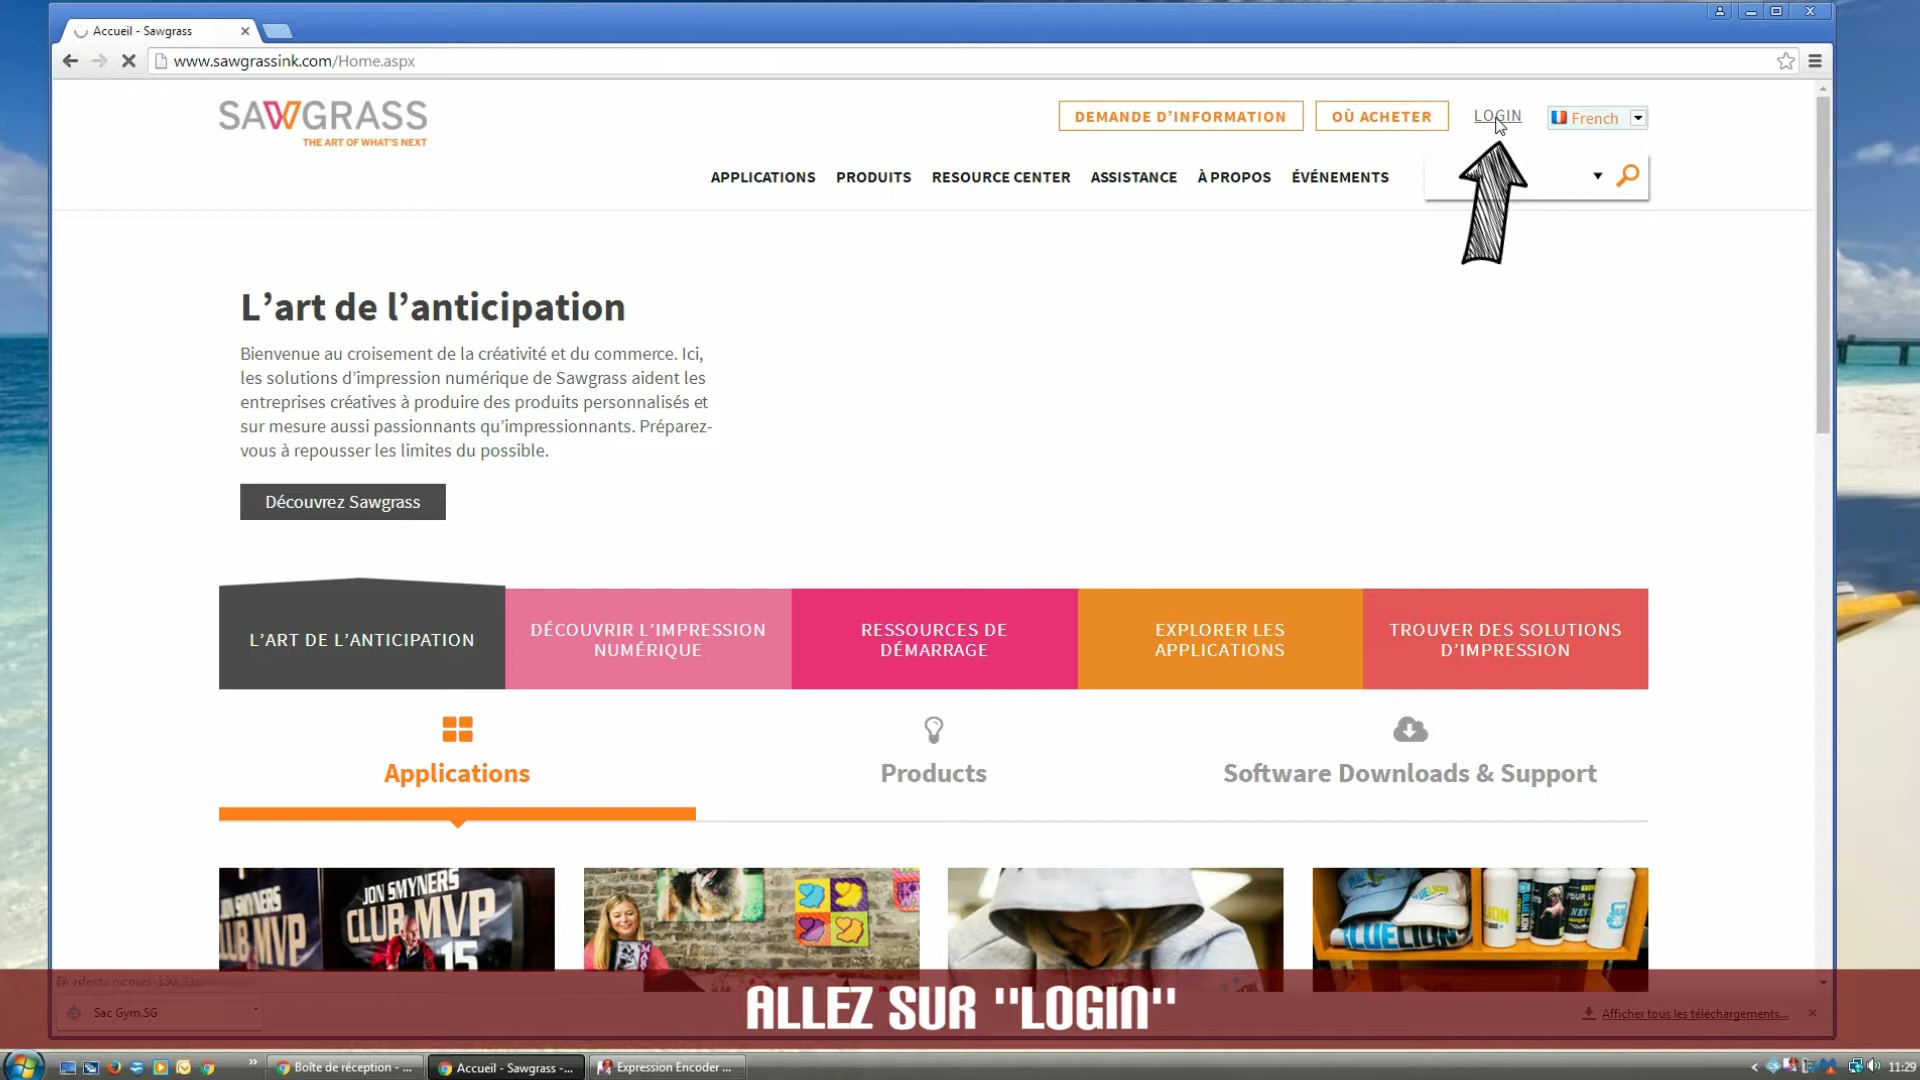 Accueil - Sawgrass
www.sawgrassink.com/Home.aspx
SAWGRASS
THE ART OF WHAT'S NEXT
DEMANDE D'INFORMATION
OÙ ACHETER
LOGIN
French
APPLICATIONS
PRODUITS
RESOURCE CENTER
ASSISTANCE
À PROPOS
ÉVÉNEMENTS
L'art de l'anticipation
Bienvenue au croisement de la créativité et du commerce. Ici,
les solutions d'impression numérique de Sawgrass aident les
entreprises créatives à produire des produits personnalisés et
sur mesure aussi passionnants qu'impressionnants. Préparez-
vous à repousser les limites du possible.
Découvrez Sawgrass
L'ART DE L'ANTICIPATION
DÉCOUVRIR L'IMPRESSION
NUMÉRIQUE
RESSOURCES DE
DÉMARRAGE
EXPLORER LES
APPLICATIONS
TROUVER DES SOLUTIONS
D'IMPRESSION
Applications
Products
Software Downloads & Support
JON SMYNERS
CLUB MVP
15
BLUELION
ALLEZ SUR "LOGIN"
Sac Gym.SG
Afficher tous les téléchargements...
Boîte de réception - ...
Accueil - Sawgrass -...
Expression Encoder ...
11:29